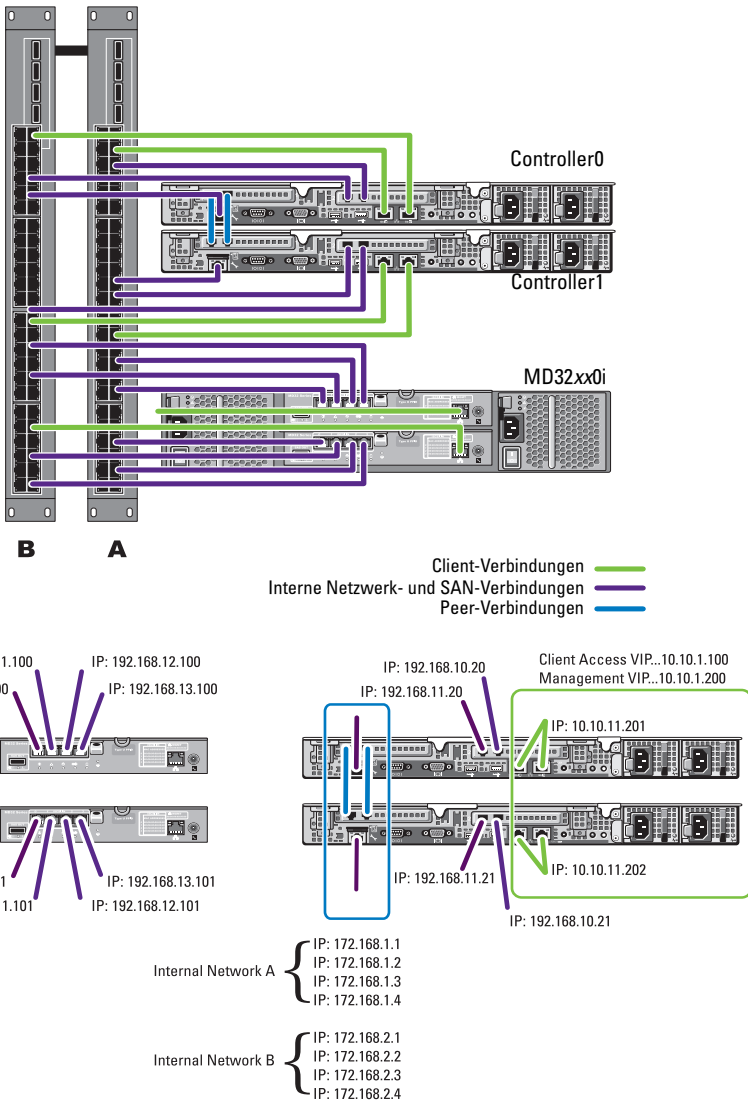 Controller0
Controller1
MD32xx0i
B
A
Client-Verbindungen
Interne Netzwerk- und SAN-Verbindungen
Peer-Verbindungen
1.100
IP: 192.168.12.100
00
IP: 192.168.13.100
1
IP: 192.168.13.101
1.101
IP: 192.168.12.101
IP: 192.168.10.20
IP: 192.168.11.20
Client Access VIP...10.10.1.100
Management VIP...10.10.1.200
IP: 10.10.11.201
IP: 192.168.11.21
IP: 10.10.11.202
IP: 192.168.10.21
Internal Network A
IP: 172.168.1.1
IP: 172.168.1.2
IP: 172.168.1.3
IP: 172.168.1.4
Internal Network B
IP: 172.168.2.1
IP: 172.168.2.2
IP: 172.168.2.3
IP: 172.168.2.4